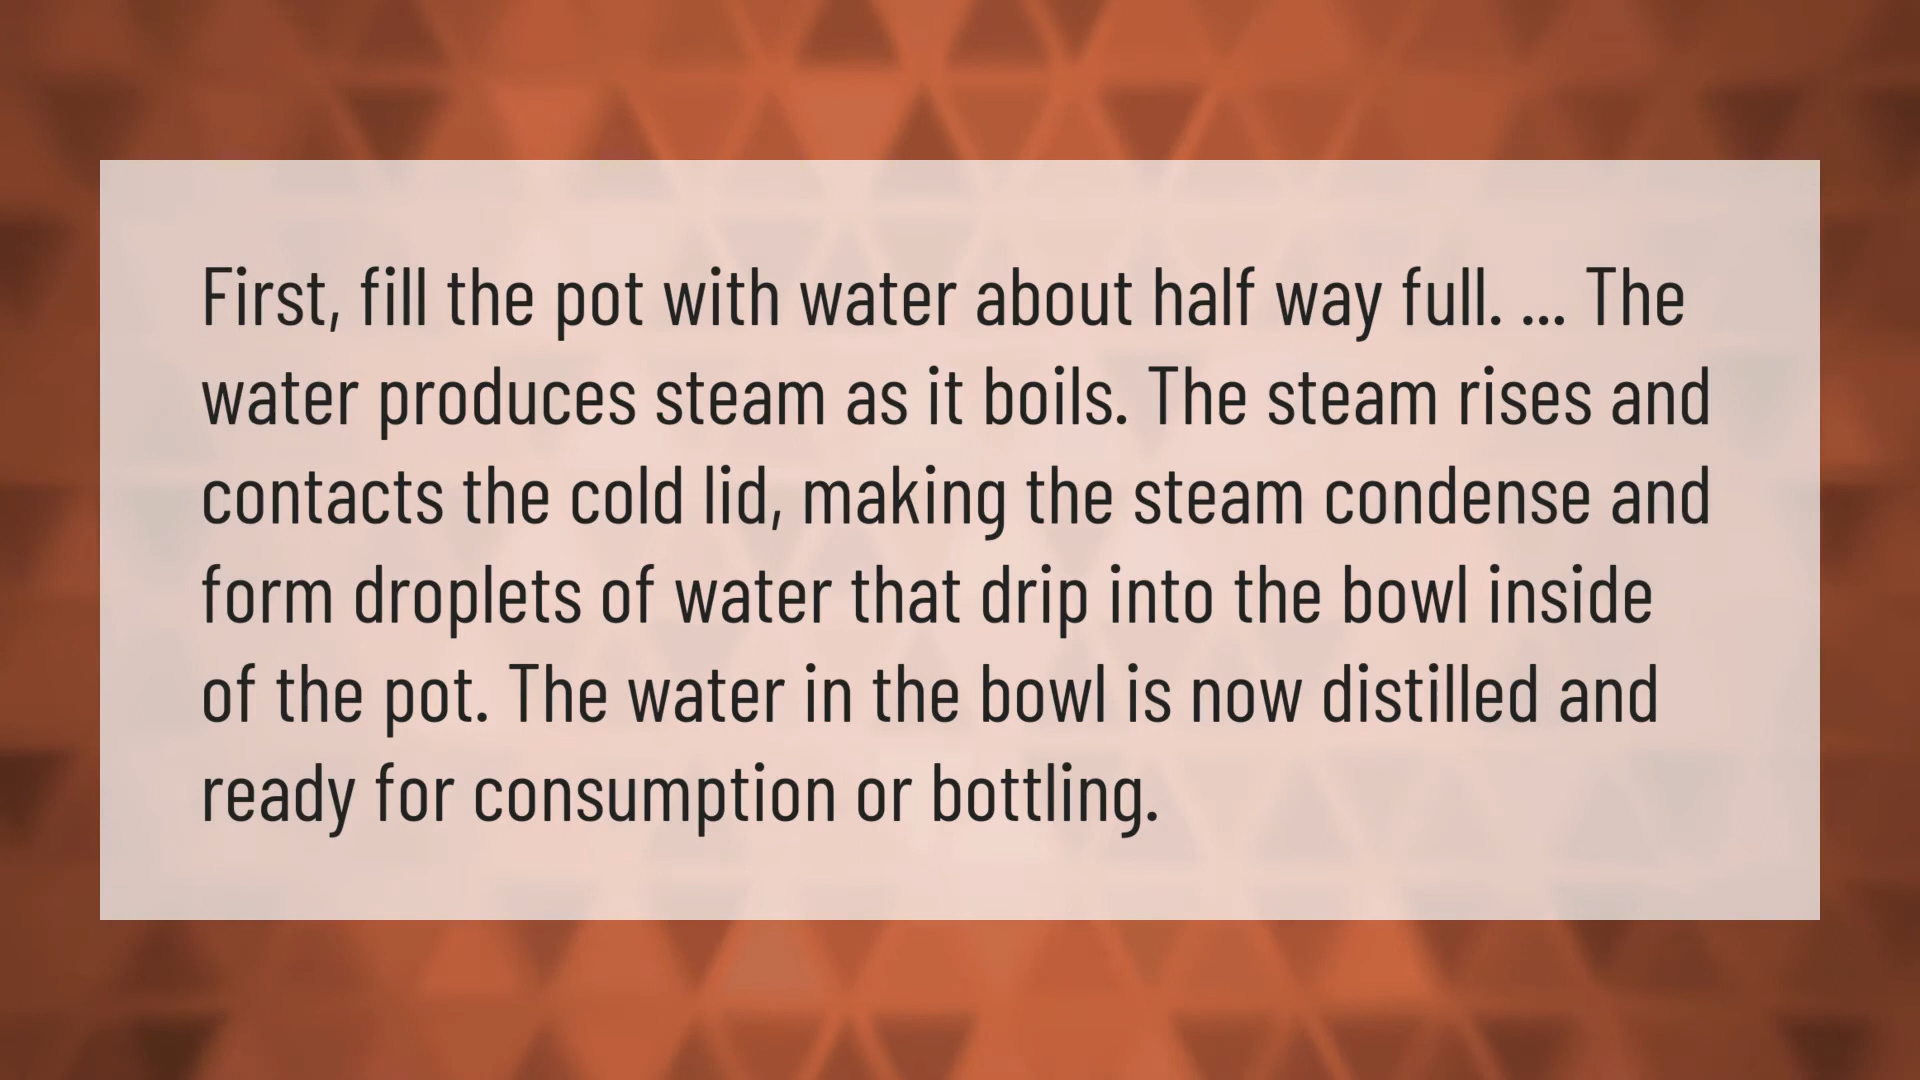 First, fill the pot with water about half way full. ... The
water produces steam as it boils. The steam rises and
contacts the cold lid, making the steam condense and
form droplets of water that drip into the bowl inside
of the pot. The water in the bowl is now distilled and
ready for consumption or bottling.